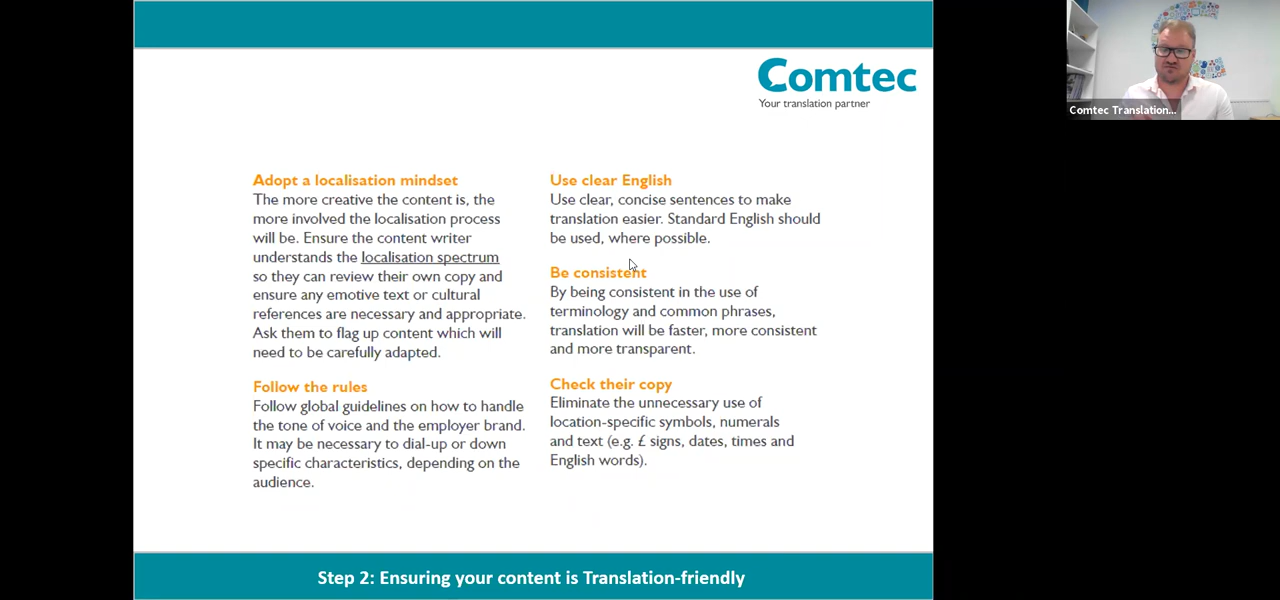 Comtec
Your translation partner
Comtec Translation...
Adopt a localisation mindset
The more creative the content is, the
more involved the localisation process
will be. Ensure the content writer
understands the localisation spectrum
so they can review their own copy and
ensure any emotive text or cultural
references are necessary and appropriate.
Ask them to flag up content which will
need to be carefully adapted.
Follow the rules
Follow global guidelines on how to handle
the tone of voice and the employer brand.
It may be necessary to dial-up or down
specific characteristics, depending on the
audience.
Use clear English
Use clear, concise sentences to make
translation easier. Standard English should
be used, where possible.
Be consistent
By being consistent in the use of
terminology and common phrases,
translation will be faster, more consistent
and more transparent.
Check their copy
Eliminate the unnecessary use of
location-specific symbols, numerals
and text (e.g. £ signs, dates, times and
English words).
Step 2: Ensuring your content is Translation-friendly